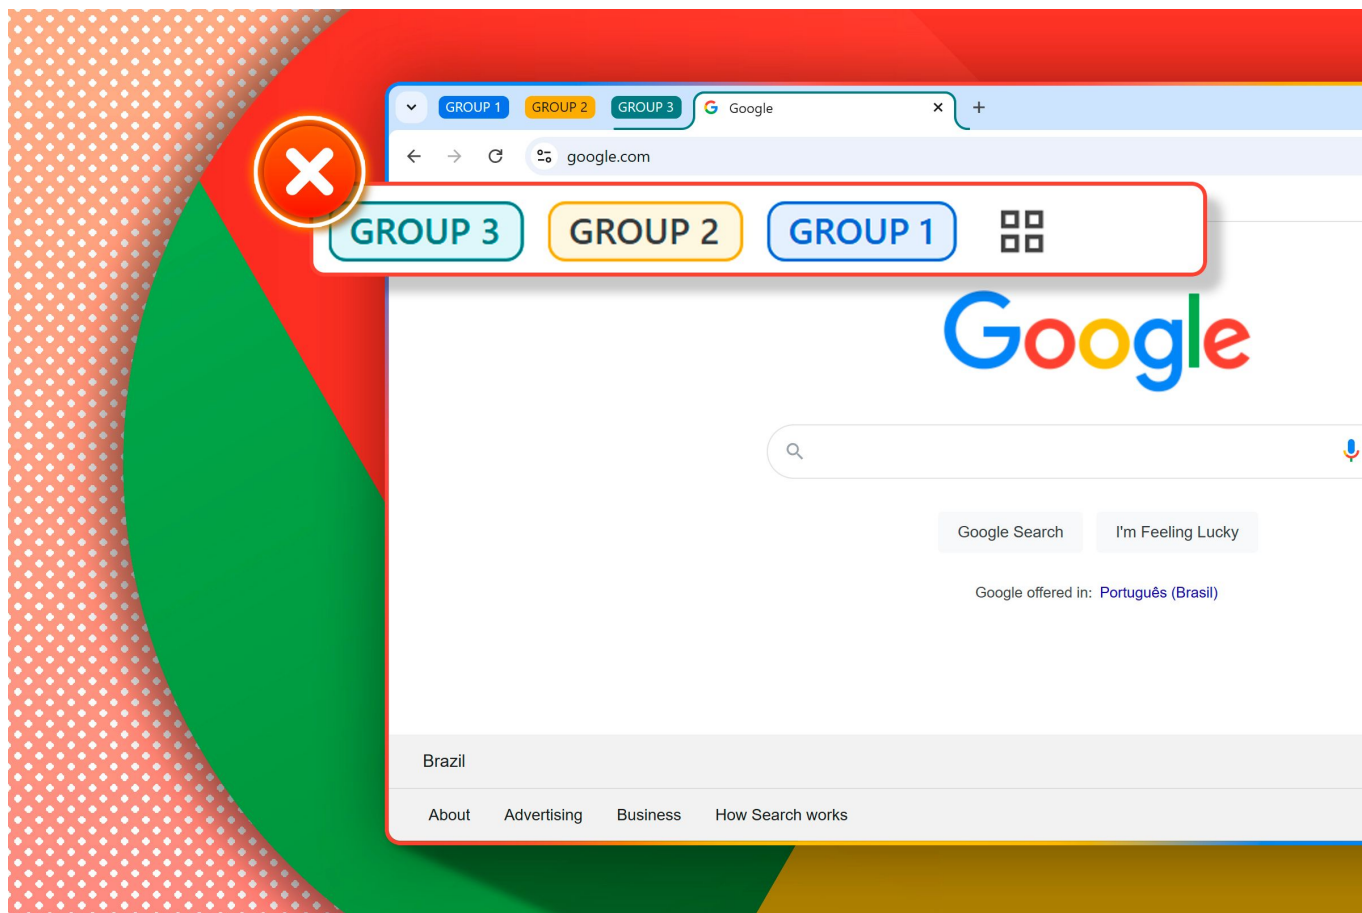 GROUP 1 GROUP 2 GROUP 3 Google
google.com
GROUP 3 GROUP 2 GROUP 1
Google
Google Search I'm Feeling Lucky
Google offered in: Português (Brasil)
Brazil
About Advertising Business How Search works